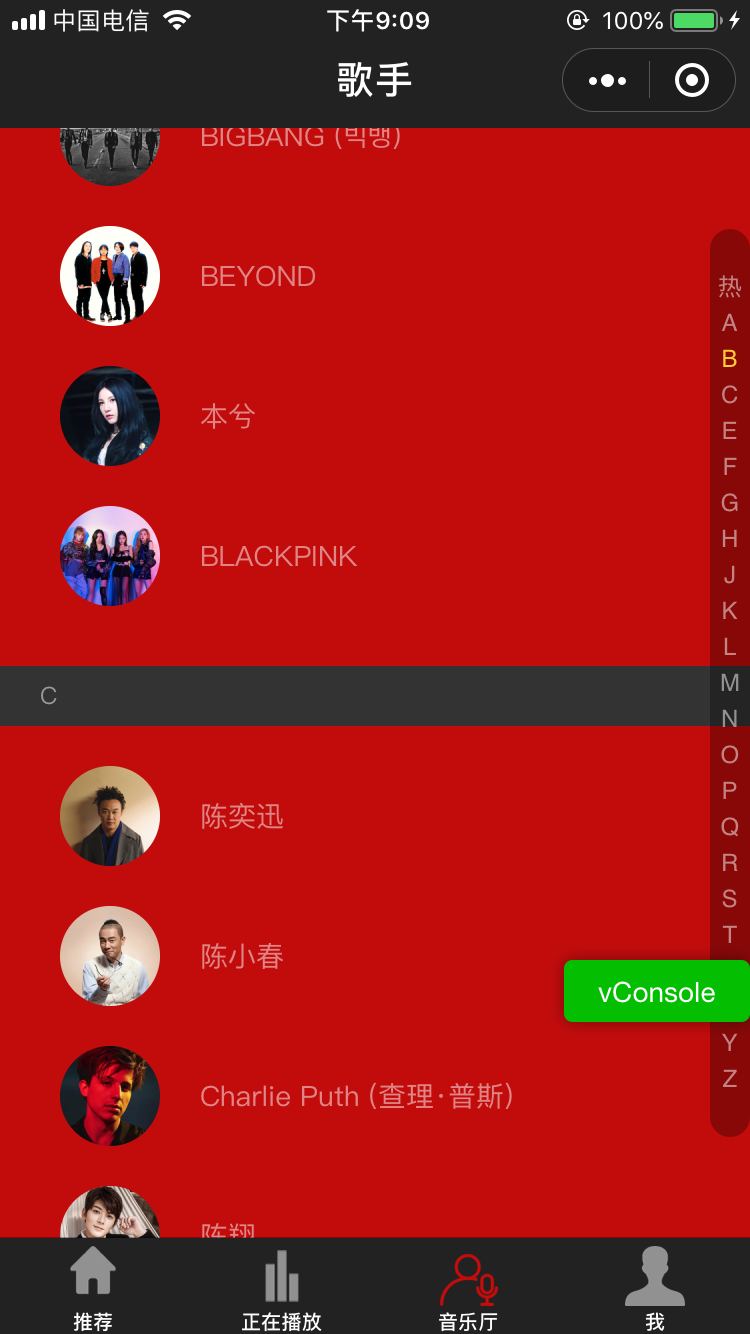 中国电信
下午9:09
100%
歌手
BIGBANG (빅뱅)
BEYOND
本兮
BLACKPINK
C
陈奕迅
陈小春
Charlie Puth (查理·普斯)
陈翔
热
A
B
C
E
F
G
H
J
K
L
M
N
O
P
Q
R
S
T
vConsole
Y
Z
推荐
正在播放
音乐厅
我